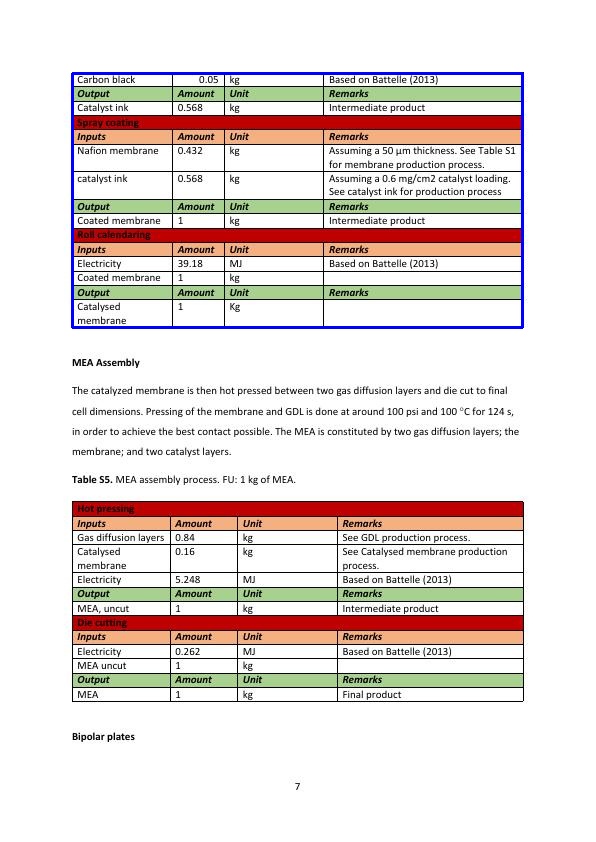 Carbon black 0.05 kg Based on Battelle (2013)
Output Amount Unit Remarks
Catalyst ink 0.568 kg Intermediate product
Spray coating
Inputs Amount Unit Remarks
Nafion membrane 0.432 kg Assuming a 50 µm thickness. See Table S1
for membrane production process.
catalyst ink 0.568 kg Assuming a 0.6 mg/cm2 catalyst loading.
See catalyst ink for production process
Output Amount Unit Remarks
Coated membrane 1 kg Intermediate product
Roll calendaring
Inputs Amount Unit Remarks
Electricity 39.18 MJ Based on Battelle (2013)
Coated membrane 1 kg
Output Amount Unit Remarks
Catalysed 1 Kg
membrane
MEA Assembly
The catalyzed membrane is then hot pressed between two gas diffusion layers and die cut to final
cell dimensions. Pressing of the membrane and GDL is done at around 100 psi and 100 °C for 124 s,
in order to achieve the best contact possible. The MEA is constituted by two gas diffusion layers; the
membrane; and two catalyst layers.
Table S5. MEA assembly process. FU: 1 kg of MEA.
Hot pressing
Inputs Amount Unit Remarks
Gas diffusion layers 0.84 kg See GDL production process.
Catalysed 0.16 kg See Catalysed membrane production
membrane process.
Electricity 5.248 MJ Based on Battelle (2013)
Output Amount Unit Remarks
MEA, uncut 1 kg Intermediate product
Die cutting
Inputs Amount Unit Remarks
Electricity 0.262 MJ Based on Battelle (2013)
MEA uncut 1 kg
Output Amount Unit Remarks
MEA 1 kg Final product
Bipolar plates
7